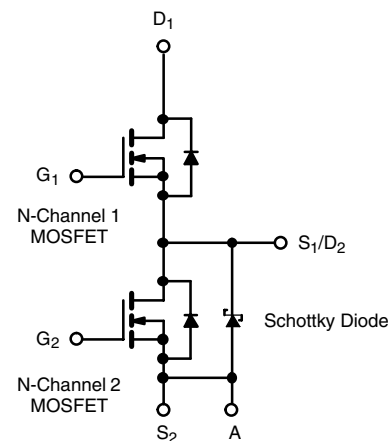 D1
G1
N-Channel 1
MOSFET
S1/D2
Schottky Diode
G2
N-Channel 2
MOSFET
S2
A